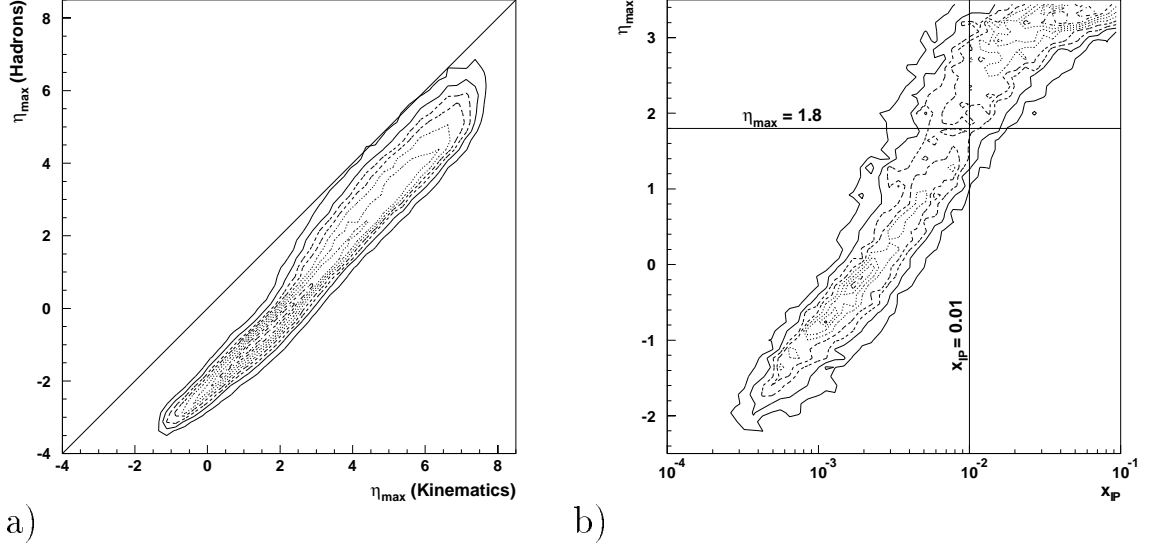 η_max (Hadrons)
8
6
4
2
0
-2
-4
-4 -2 0 2 4 6 8
η_max (Kinematics)
a)
η_max
3
2
1
0
-1
-2
η_max = 1.8
x_IP = 0.01
10^-4 10^-3 10^-2 10^-1
x_IP
b)